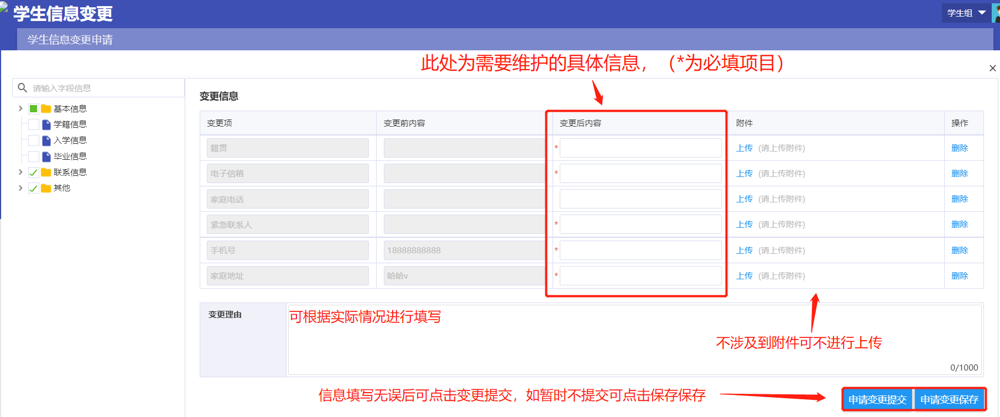 学生信息变更
学生组
学生信息变更申请
此处为需要维护的具体信息，（*为必填项目）
请输入字段信息
基本信息
学籍信息
入学信息
毕业信息
联系信息
其他
变更信息
变更项 变更前内容 变更后内容 附件 操作
籍贯 * 上传 (请上传附件) 删除
电子信箱 * 上传 (请上传附件) 删除
家庭电话 上传 (请上传附件) 删除
紧急联系人 * 上传 (请上传附件) 删除
手机号 18888888888 * 上传 (请上传附件) 删除
家庭地址 哈哈v * 上传 (请上传附件) 删除
变更理由
可根据实际情况进行填写
不涉及到附件可不进行上传
0/1000
信息填写无误后可点击变更提交，如暂时不提交可点击保存保存
申请变更提交 申请变更保存